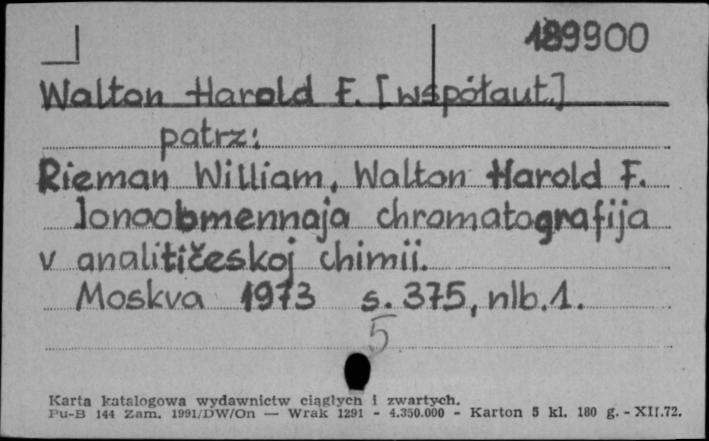 189900
Walton Harold F. [współaut.]
patrz:
Rieman William, Walton Harold F.
Ionoobmennaja chromatografija
v analitičeskoj chimii.
Moskva 1973 s. 375, nlb. 1.
5
Karta katalogowa wydawnictw ciągłych i zwartych.
Pu-B 144 Zam. 1991/DW/On — Wrak 1291 - 4.350.000 - Karton 5 kl. 180 g. - XII.72.